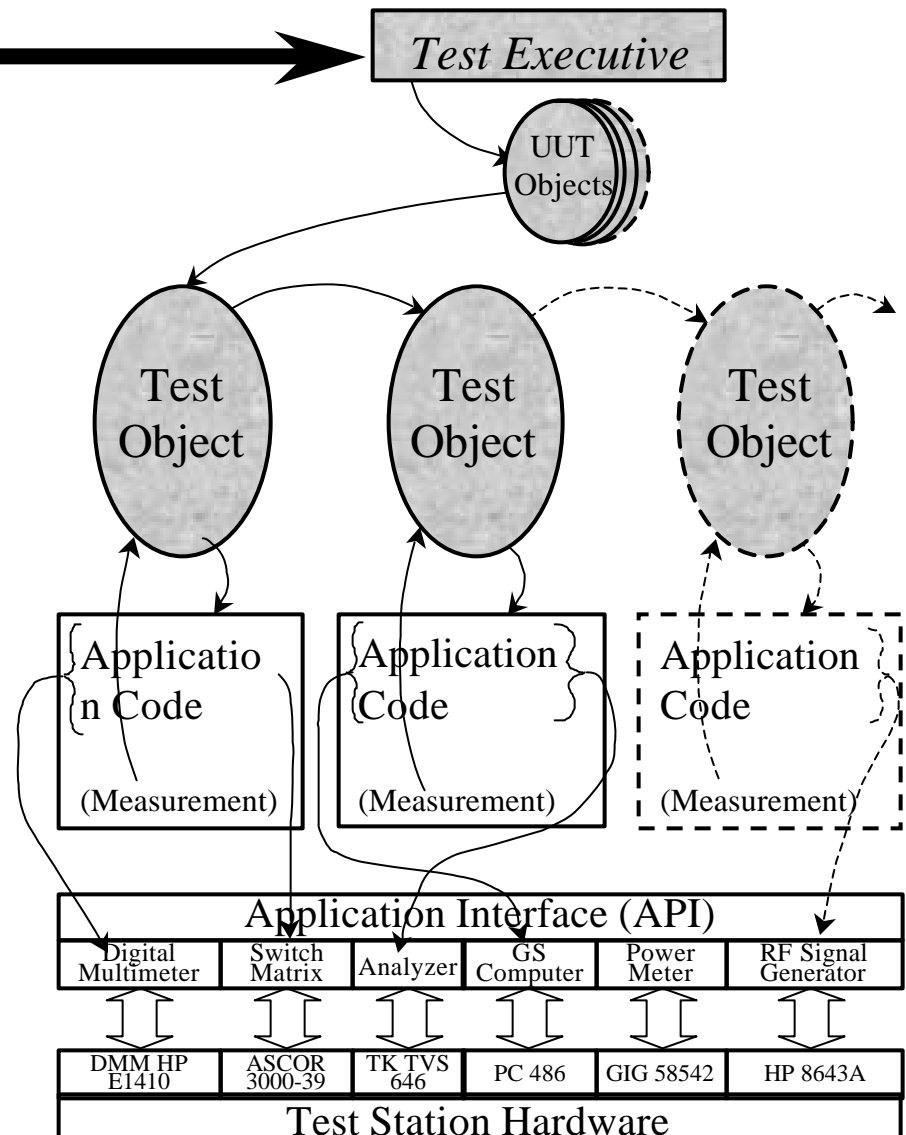 Test Executive
UUT
Objects
Test
Object
Test
Object
Test
Object
Applicatio
n Code
(Measurement)
Application
Code
(Measurement)
Application
Code
(Measurement)
Application Interface (API)
Digital
Multimeter
Switch
Matrix
Analyzer
GS
Computer
Power
Meter
RF Signal
Generator
DMM HP
E1410
ASCOR
3000-39
TK TVS
646
PC 486
GIG 58542
HP 8643A
Test Station Hardware